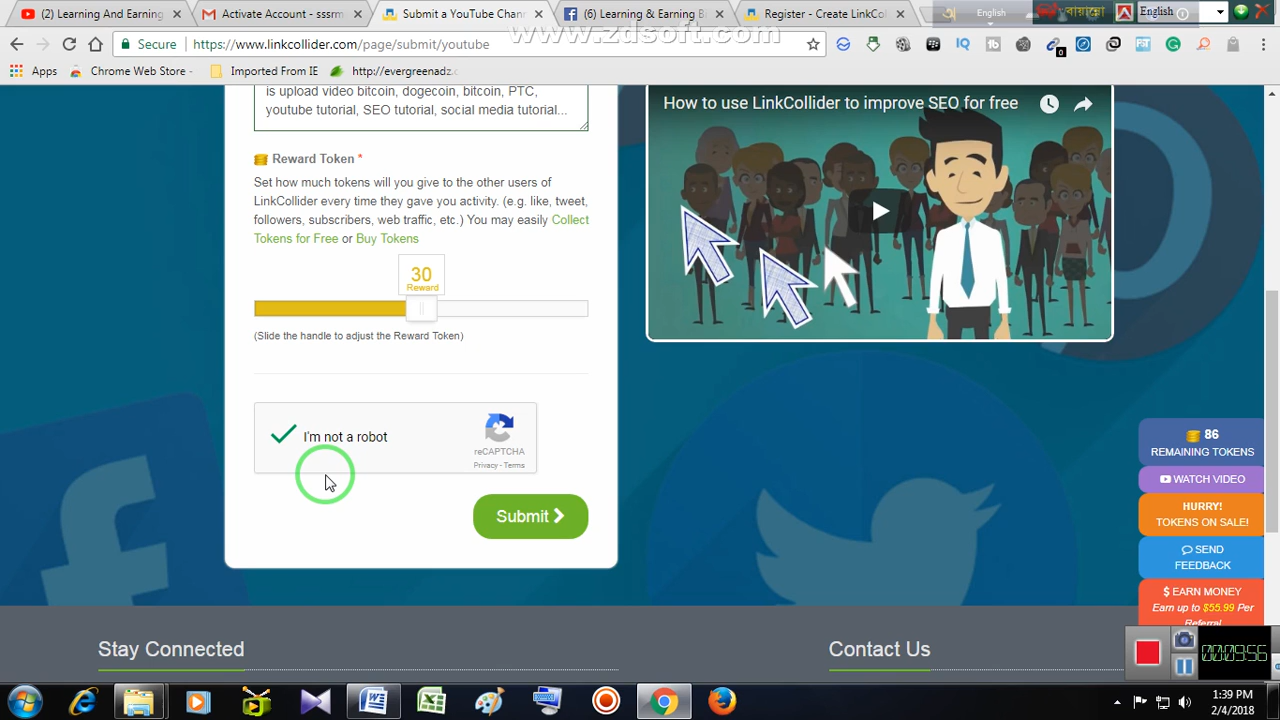 (2) Learning And Earning
Activate Account - sssm
Submit a YouTube Chan
(6) Learning & Earning Bl
Register: Create LinkCol
English
বায়ান্নো
English
www.zdsoft.com
Secure
https://www.linkcollider.com/page/submit/youtube
0
Apps
Chrome Web Store -
Imported From IE
http://evergreenadz.c
is upload video bitcoin, dogecoin, bitcoin, PTC,
youtube tutorial, SEO tutorial, social media tutorial...
Reward Token *
Set how much tokens will you give to the other users of
LinkCollider every time they gave you activity. (e.g. like, tweet,
followers, subscribers, web traffic, etc.) You may easily Collect
Tokens for Free or Buy Tokens
30
Reward
(Slide the handle to adjust the Reward Token)
I'm not a robot
reCAPTCHA
Privacy - Terms
Submit
How to use LinkCollider to improve SEO for free
86
REMAINING TOKENS
WATCH VIDEO
HURRY!
TOKENS ON SALE!
SEND
FEEDBACK
$ EARN MONEY
Earn up to $55.99 Per
Referral
Stay Connected
Contact Us
00:08:56
1:39 PM
2/4/2018